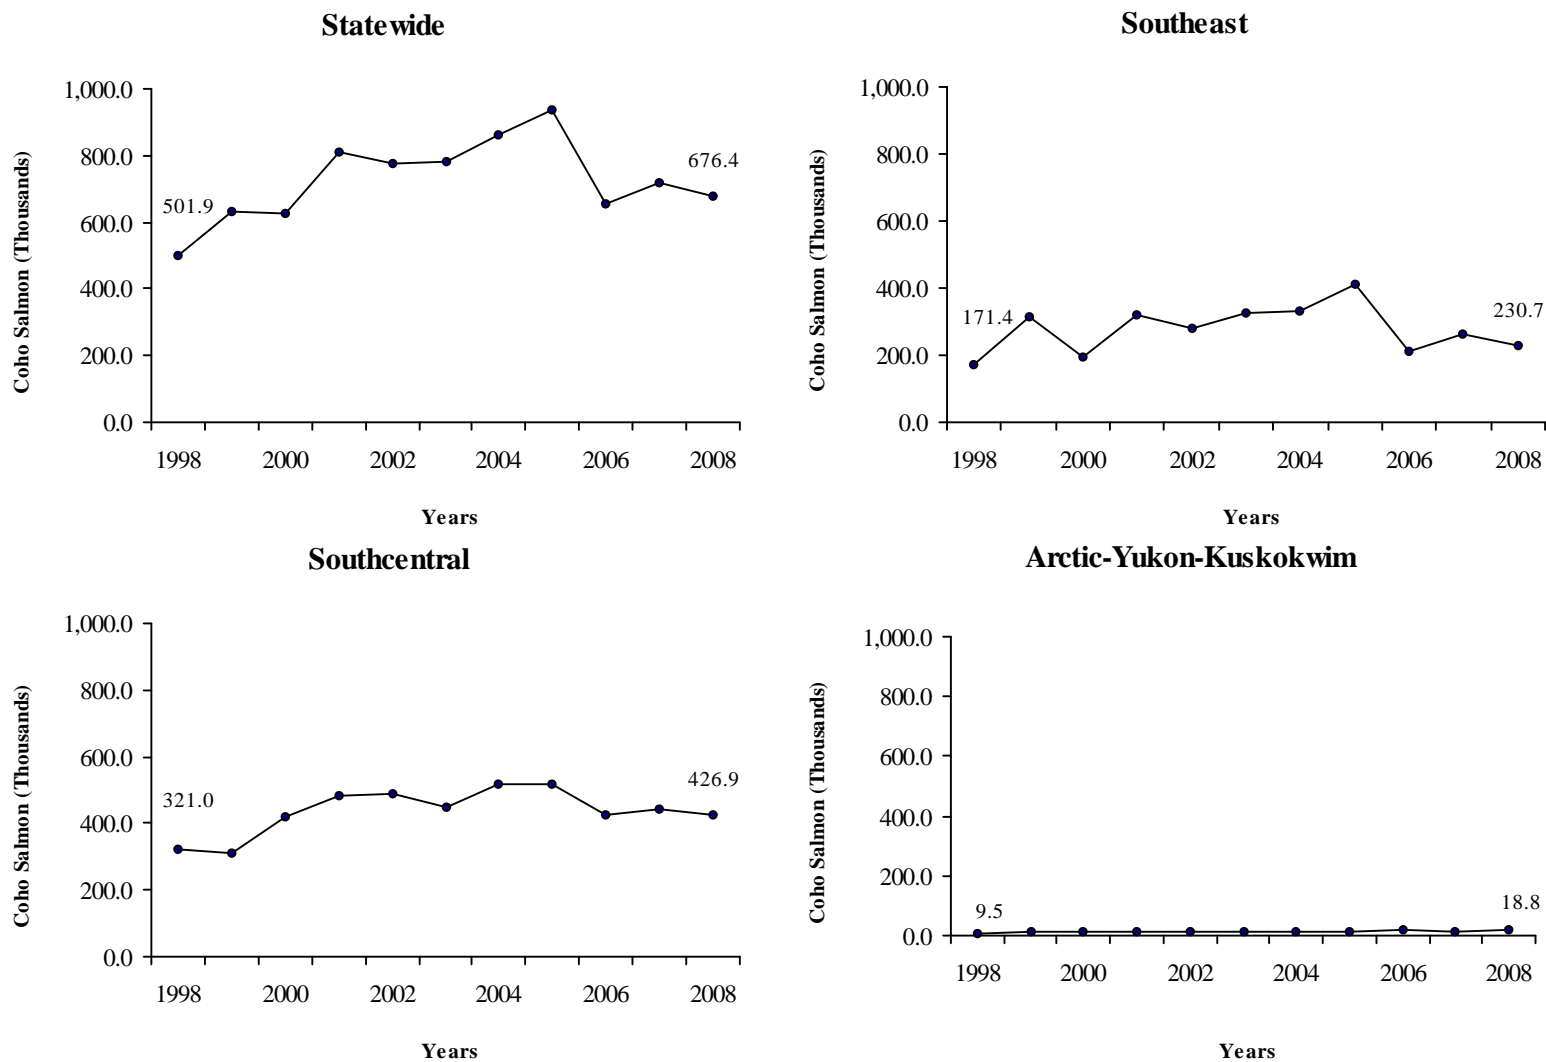 Statewide
Coho Salmon (Thousands)
1,000.0
800.0
600.0
400.0
200.0
0.0
501.9
676.4
1998 2000 2002 2004 2006 2008
Years
Southeast
Coho Salmon (Thousands)
1,000.0
800.0
600.0
400.0
200.0
0.0
171.4
230.7
1998 2000 2002 2004 2006 2008
Years
Southcentral
Coho Salmon (Thousands)
1,000.0
800.0
600.0
400.0
200.0
0.0
321.0
426.9
1998 2000 2002 2004 2006 2008
Years
Arctic-Yukon-Kuskokwim
Coho Salmon (Thousands)
1,000.0
800.0
600.0
400.0
200.0
0.0
9.5
18.8
1998 2000 2002 2004 2006 2008
Years